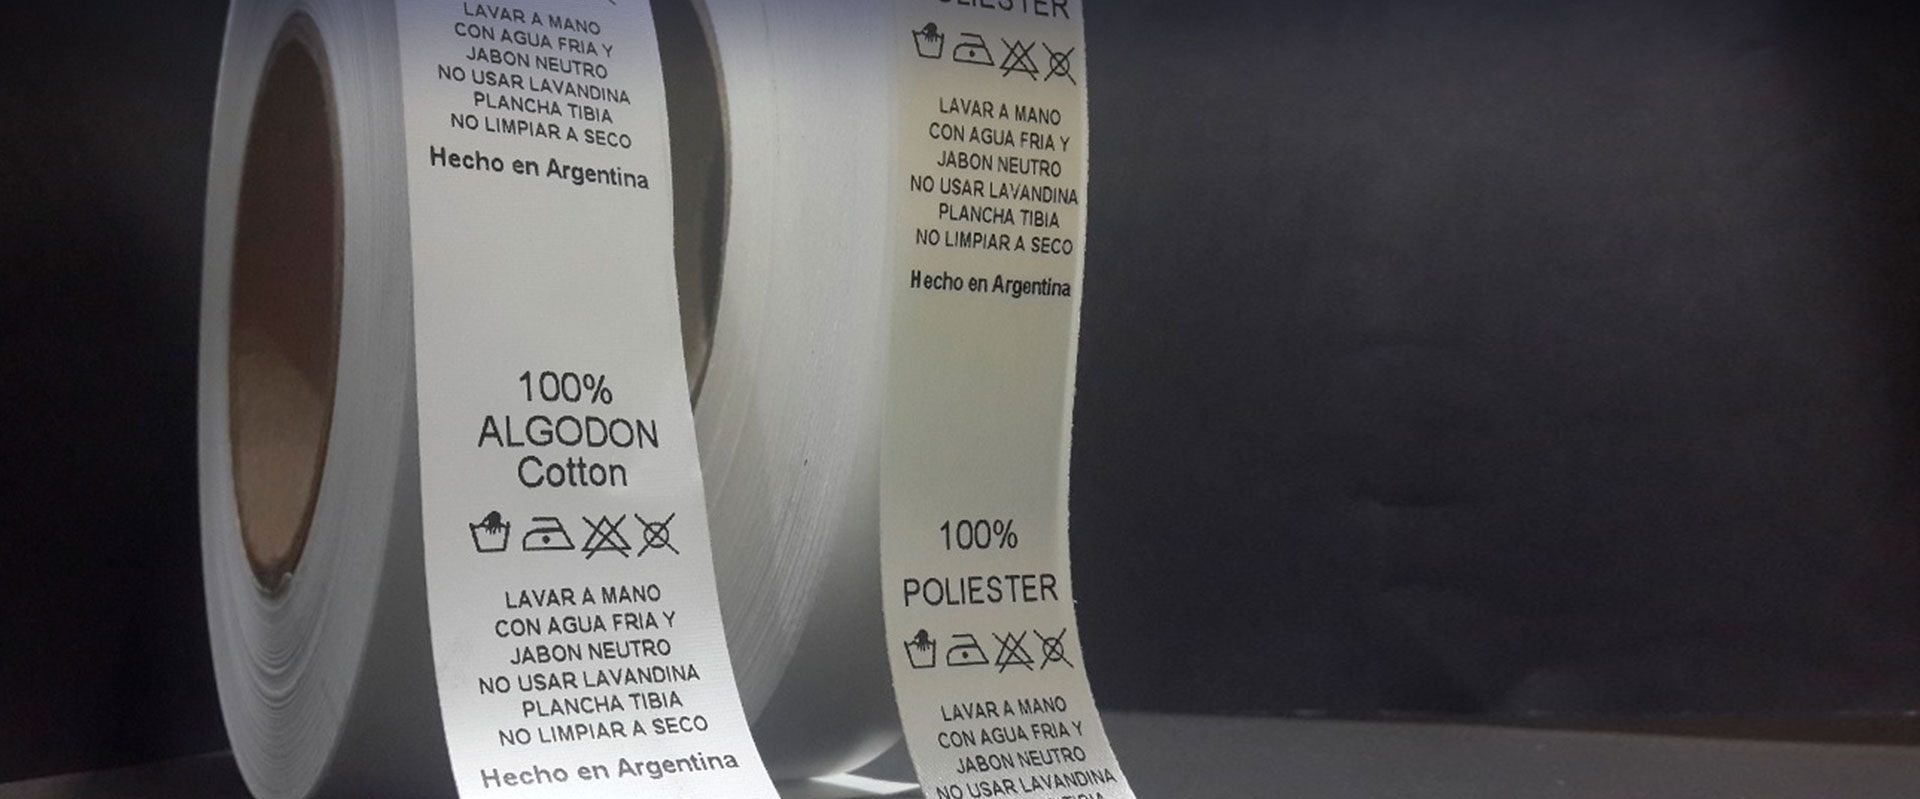 LAVAR A MANO
CON AGUA FRIA Y
JABON NEUTRO
NO USAR LAVANDINA
PLANCHA TIBIA
NO LIMPIAR A SECO
Hecho en Argentina
100%
ALGODON
Cotton
LAVAR A MANO
CON AGUA FRIA Y
JABON NEUTRO
NO USAR LAVANDINA
PLANCHA TIBIA
NO LIMPIAR A SECO
Hecho en Argentina
POLIESTER
LAVAR A MANO
CON AGUA FRIA Y
JABON NEUTRO
NO USAR LAVANDINA
PLANCHA TIBIA
NO LIMPIAR A SECO
Hecho en Argentina
100%
POLIESTER
LAVAR A MANO
CON AGUA FRIA Y
JABON NEUTRO
NO USAR LAVANDINA